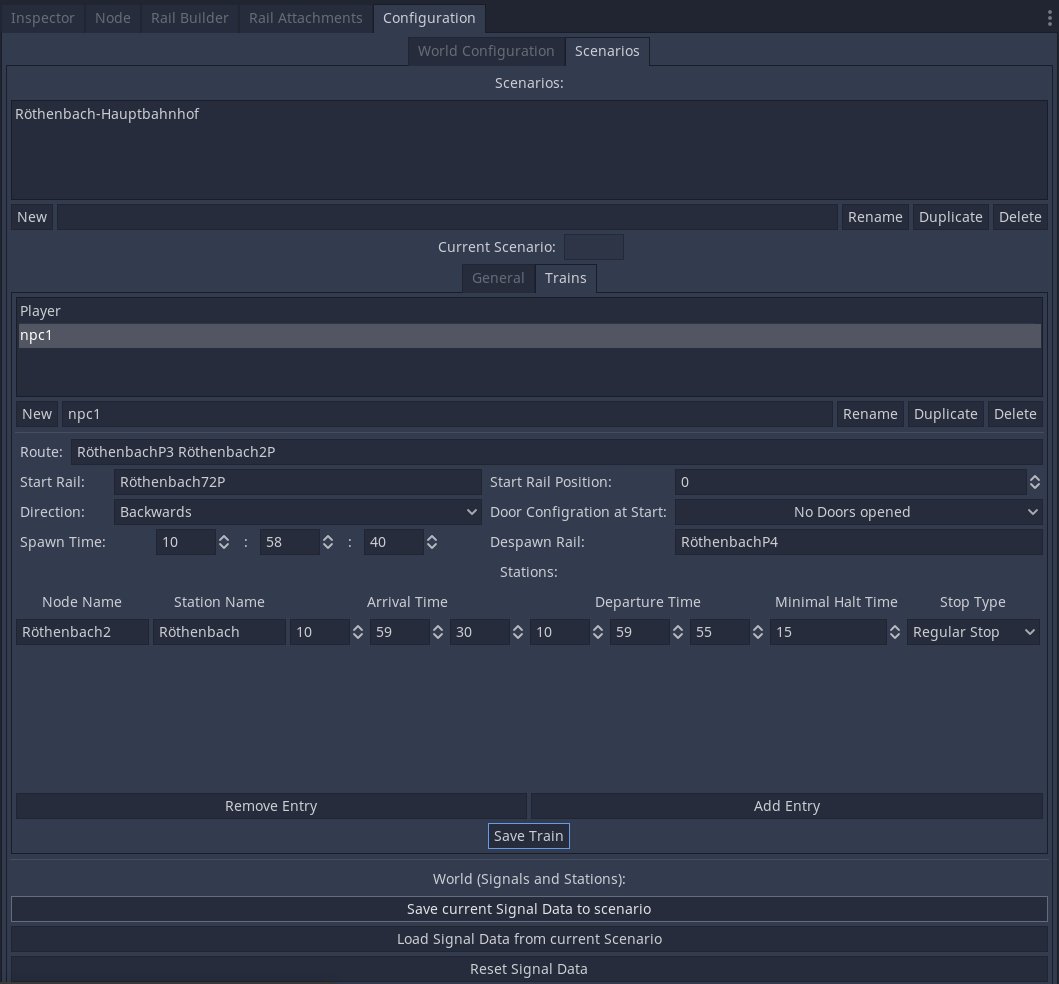 Inspector Node Rail Builder Rail Attachments Configuration
World Configuration Scenarios
Scenarios:
Röthenbach-Hauptbahnhof
New Rename Duplicate Delete
Current Scenario:
General Trains
Player
npc1
New npc1 Rename Duplicate Delete
Route: RöthenbachP3 Röthenbach2P
Start Rail: Röthenbach72P Start Rail Position: 0
Direction: Backwards Door Configration at Start: No Doors opened
Spawn Time: 10 : 58 : 40 Despawn Rail: RöthenbachP4
Stations:
Node Name Station Name Arrival Time Departure Time Minimal Halt Time Stop Type
Röthenbach2 Röthenbach 10 59 30 10 59 55 15 Regular Stop
Remove Entry Add Entry
Save Train
World (Signals and Stations):
Save current Signal Data to scenario
Load Signal Data from current Scenario
Reset Signal Data